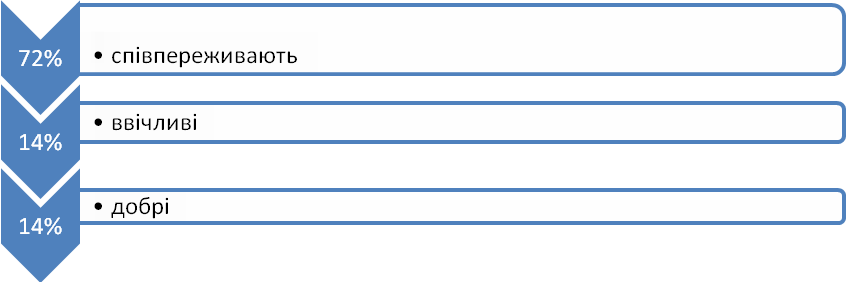 72%
• співпереживають
14%
• ввічливі
14%
• добрі